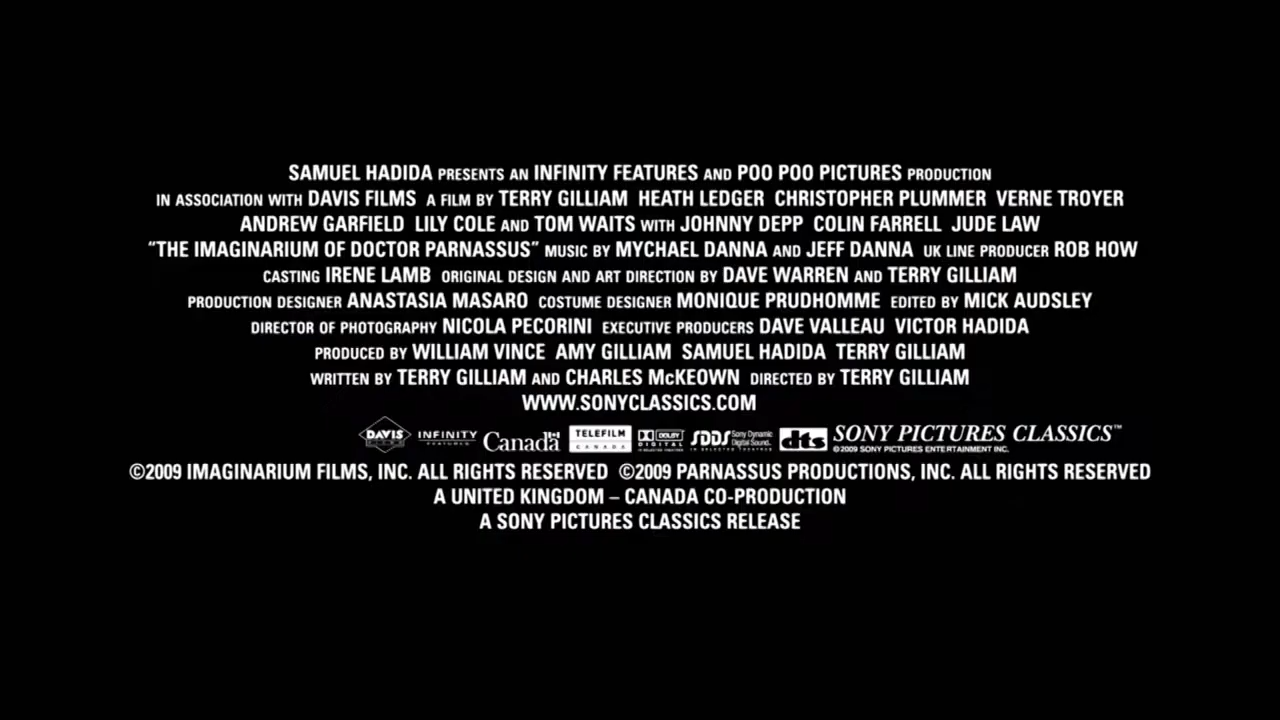 SAMUEL HADIDA PRESENTS AN INFINITY FEATURES AND POO POO PICTURES PRODUCTION
IN ASSOCIATION WITH DAVIS FILMS A FILM BY TERRY GILLIAM HEATH LEDGER CHRISTOPHER PLUMMER VERNE TROYER
ANDREW GARFIELD LILY COLE AND TOM WAITS WITH JOHNNY DEPP COLIN FARRELL JUDE LAW
“THE IMAGINARIUM OF DOCTOR PARNASSUS” MUSIC BY MYCHAEL DANNA AND JEFF DANNA UK LINE PRODUCER ROB HOW
CASTING IRENE LAMB ORIGINAL DESIGN AND ART DIRECTION BY DAVE WARREN AND TERRY GILLIAM
PRODUCTION DESIGNER ANASTASIA MASARO COSTUME DESIGNER MONIQUE PRUDHOMME EDITED BY MICK AUDSLEY
DIRECTOR OF PHOTOGRAPHY NICOLA PECORINI EXECUTIVE PRODUCERS DAVE VALLEAU VICTOR HADIDA
PRODUCED BY WILLIAM VINCE AMY GILLIAM SAMUEL HADIDA TERRY GILLIAM
WRITTEN BY TERRY GILLIAM AND CHARLES McKEOWN DIRECTED BY TERRY GILLIAM
WWW.SONYCLASSICS.COM
DAVIS INFINITY FEATURES Canada TELEFILM CANADA DOLBY DIGITAL IN SELECTED THEATRES SDDS Sony Dynamic Digital Sound. IN SELECTED THEATRES dts SONY PICTURES CLASSICS™
©2009 SONY PICTURES ENTERTAINMENT INC.
©2009 IMAGINARIUM FILMS, INC. ALL RIGHTS RESERVED ©2009 PARNASSUS PRODUCTIONS, INC. ALL RIGHTS RESERVED
A UNITED KINGDOM – CANADA CO-PRODUCTION
A SONY PICTURES CLASSICS RELEASE